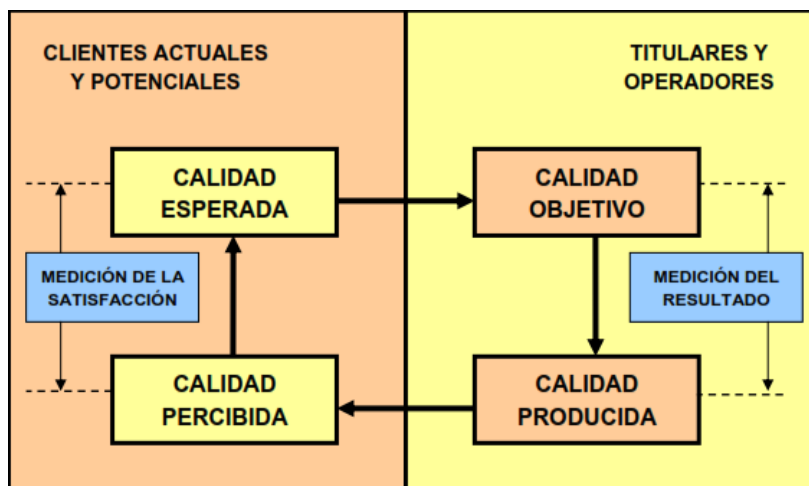 CLIENTES ACTUALES
Y POTENCIALES
TITULARES Y
OPERADORES
CALIDAD
ESPERADA
CALIDAD
OBJETIVO
MEDICIÓN DE LA
SATISFACCIÓN
MEDICIÓN DEL
RESULTADO
CALIDAD
PERCIBIDA
CALIDAD
PRODUCIDA